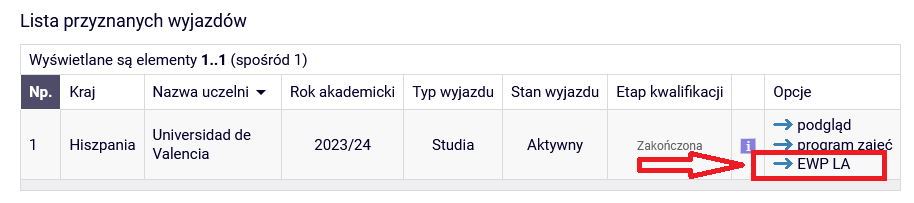 Lista przyznanych wyjazdów
Wyświetlane są elementy 1..1 (spośród 1)
Np. Kraj Nazwa uczelni Rok akademicki Typ wyjazdu Stan wyjazdu Etap kwalifikacji Opcje
1 Hiszpania Universidad de Valencia 2023/24 Studia Aktywny Zakończona i
podgląd
program zajęć
EWP LA